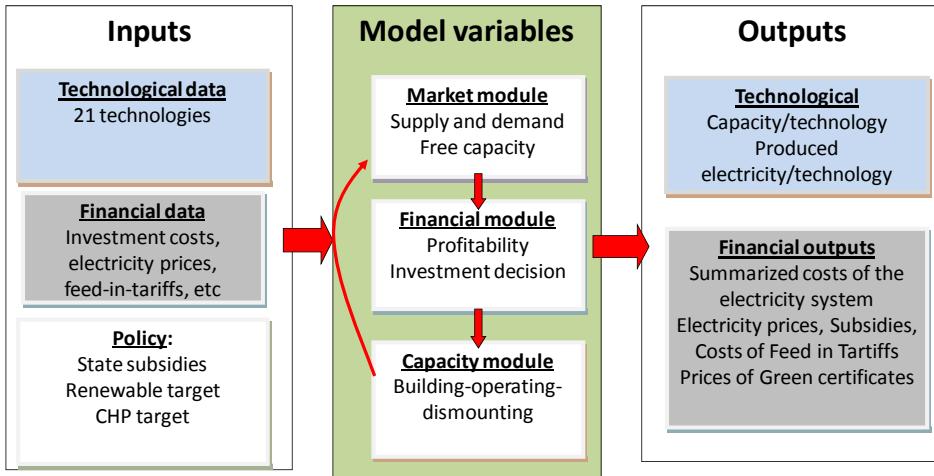 Inputs
Technological data
21 technologies
Financial data
Investment costs,
electricity prices,
feed-in-tariffs, etc
Policy:
State subsidies
Renewable target
CHP target
Model variables
Market module
Supply and demand
Free capacity
Financial module
Profitability
Investment decision
Capacity module
Building-operating-
dismounting
Outputs
Technological
Capacity/technology
Produced
electricity/technology
Financial outputs
Summarized costs of the
electricity system
Electricity prices, Subsidies,
Costs of Feed in Tartiffs
Prices of Green certificates